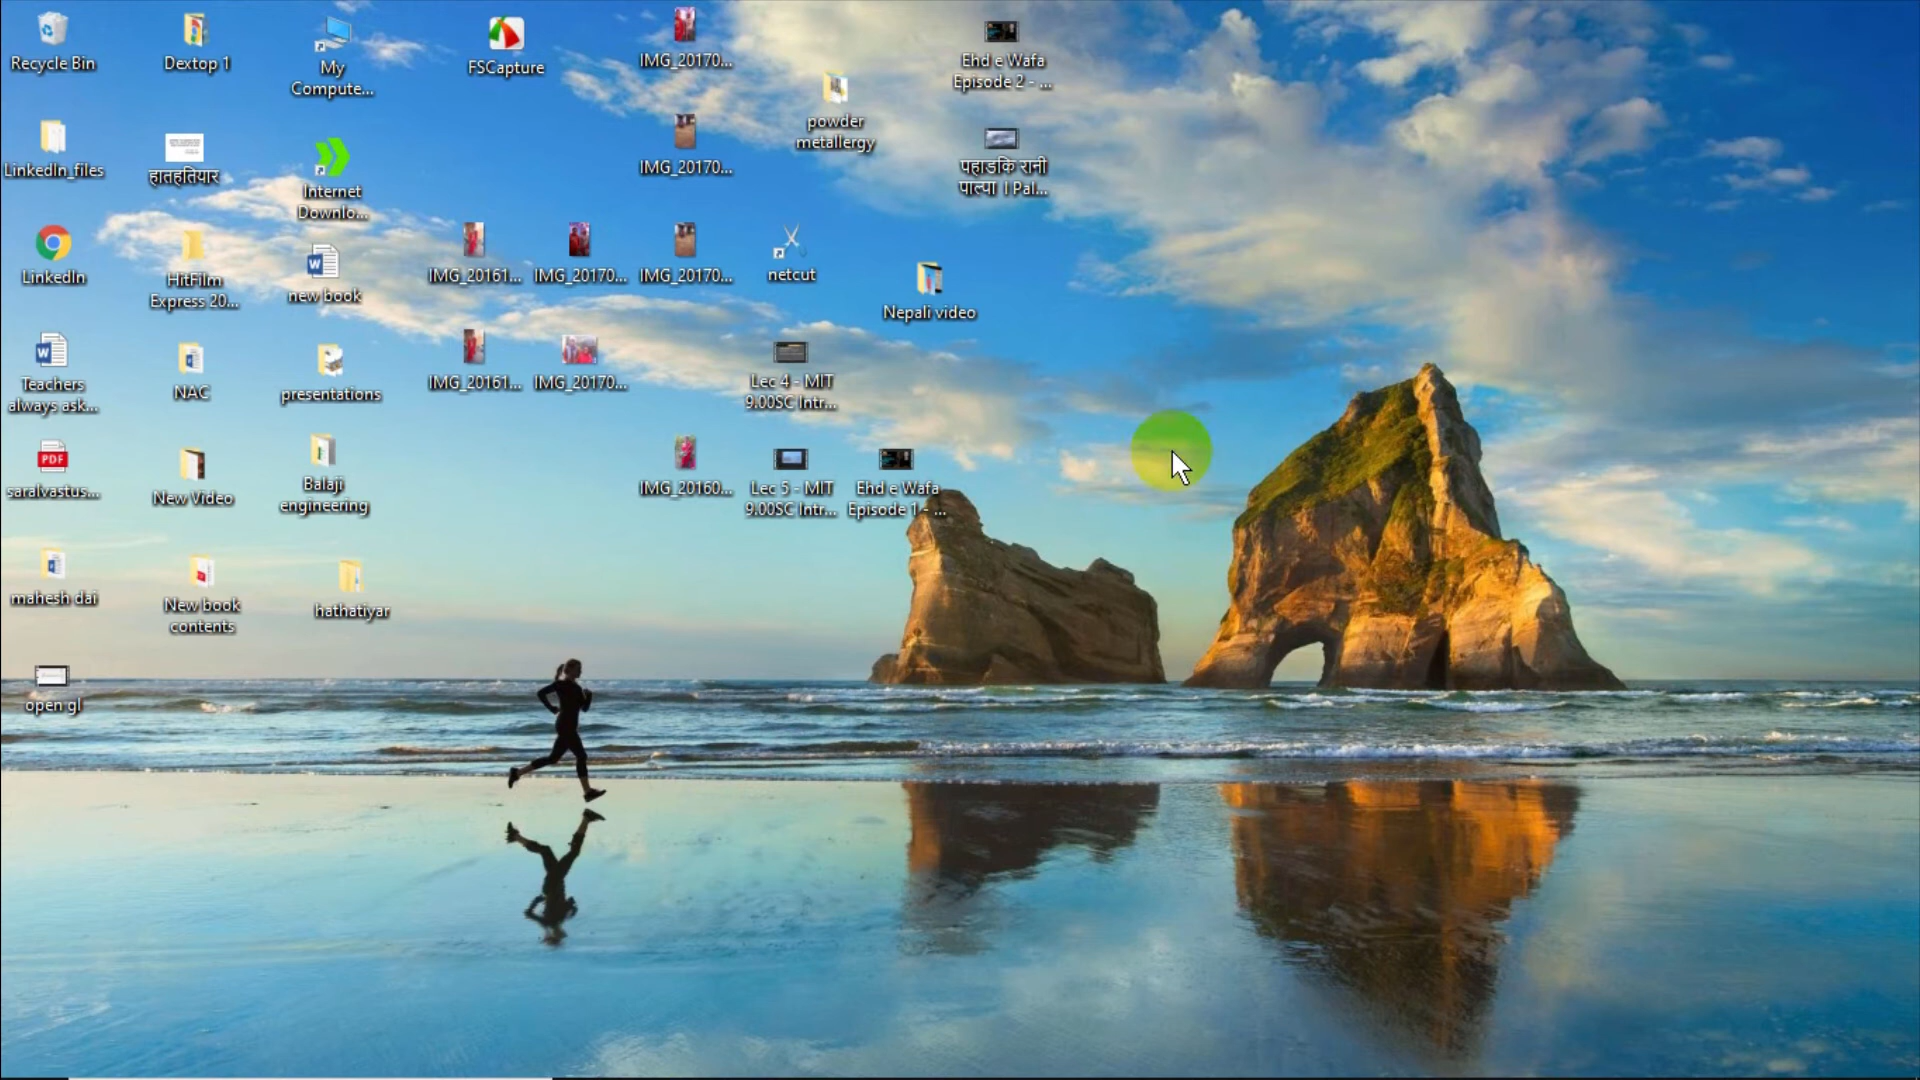 Recycle Bin
Dextop 1
My
Compute...
FSCapture
IMG_20170...
powder
metallergy
Ehd e Wafa
Episode 2 - ...
LinkedIn_files
हातहतियार
Internet
Downlo...
IMG_20170...
पहाडकि रानी
पाल्पा । Pal...
LinkedIn
HitFilm
Express 20...
new book
IMG_20161...
IMG_20170...
IMG_20170...
netcut
Nepali video
Teachers
always ask...
NAC
presentations
IMG_20161...
IMG_20170...
Lec 4 - MIT
9.00SC Intr...
PDF
saralvastus...
New Video
Balaji
engineering
IMG_20160...
Lec 5 - MIT
9.00SC Intr...
Ehd e Wafa
Episode 1 - ...
mahesh dai
New book
contents
hathatiyar
open gl